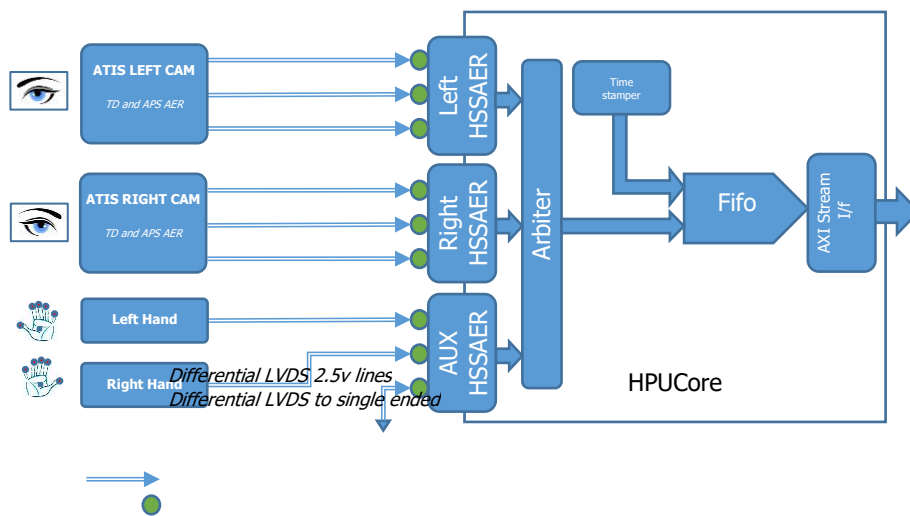 ATIS LEFT CAM
TD and APS AER
Left
HSSAER
Time
stamper
ATIS RIGHT CAM
TD and APS AER
Right
HSSAER
Arbiter
Fifo
AXI Stream
I/f
Left Hand
AUX
HSSAER
Right Hand
Differential LVDS 2.5v lines
Differential LVDS to single ended
HPUCore